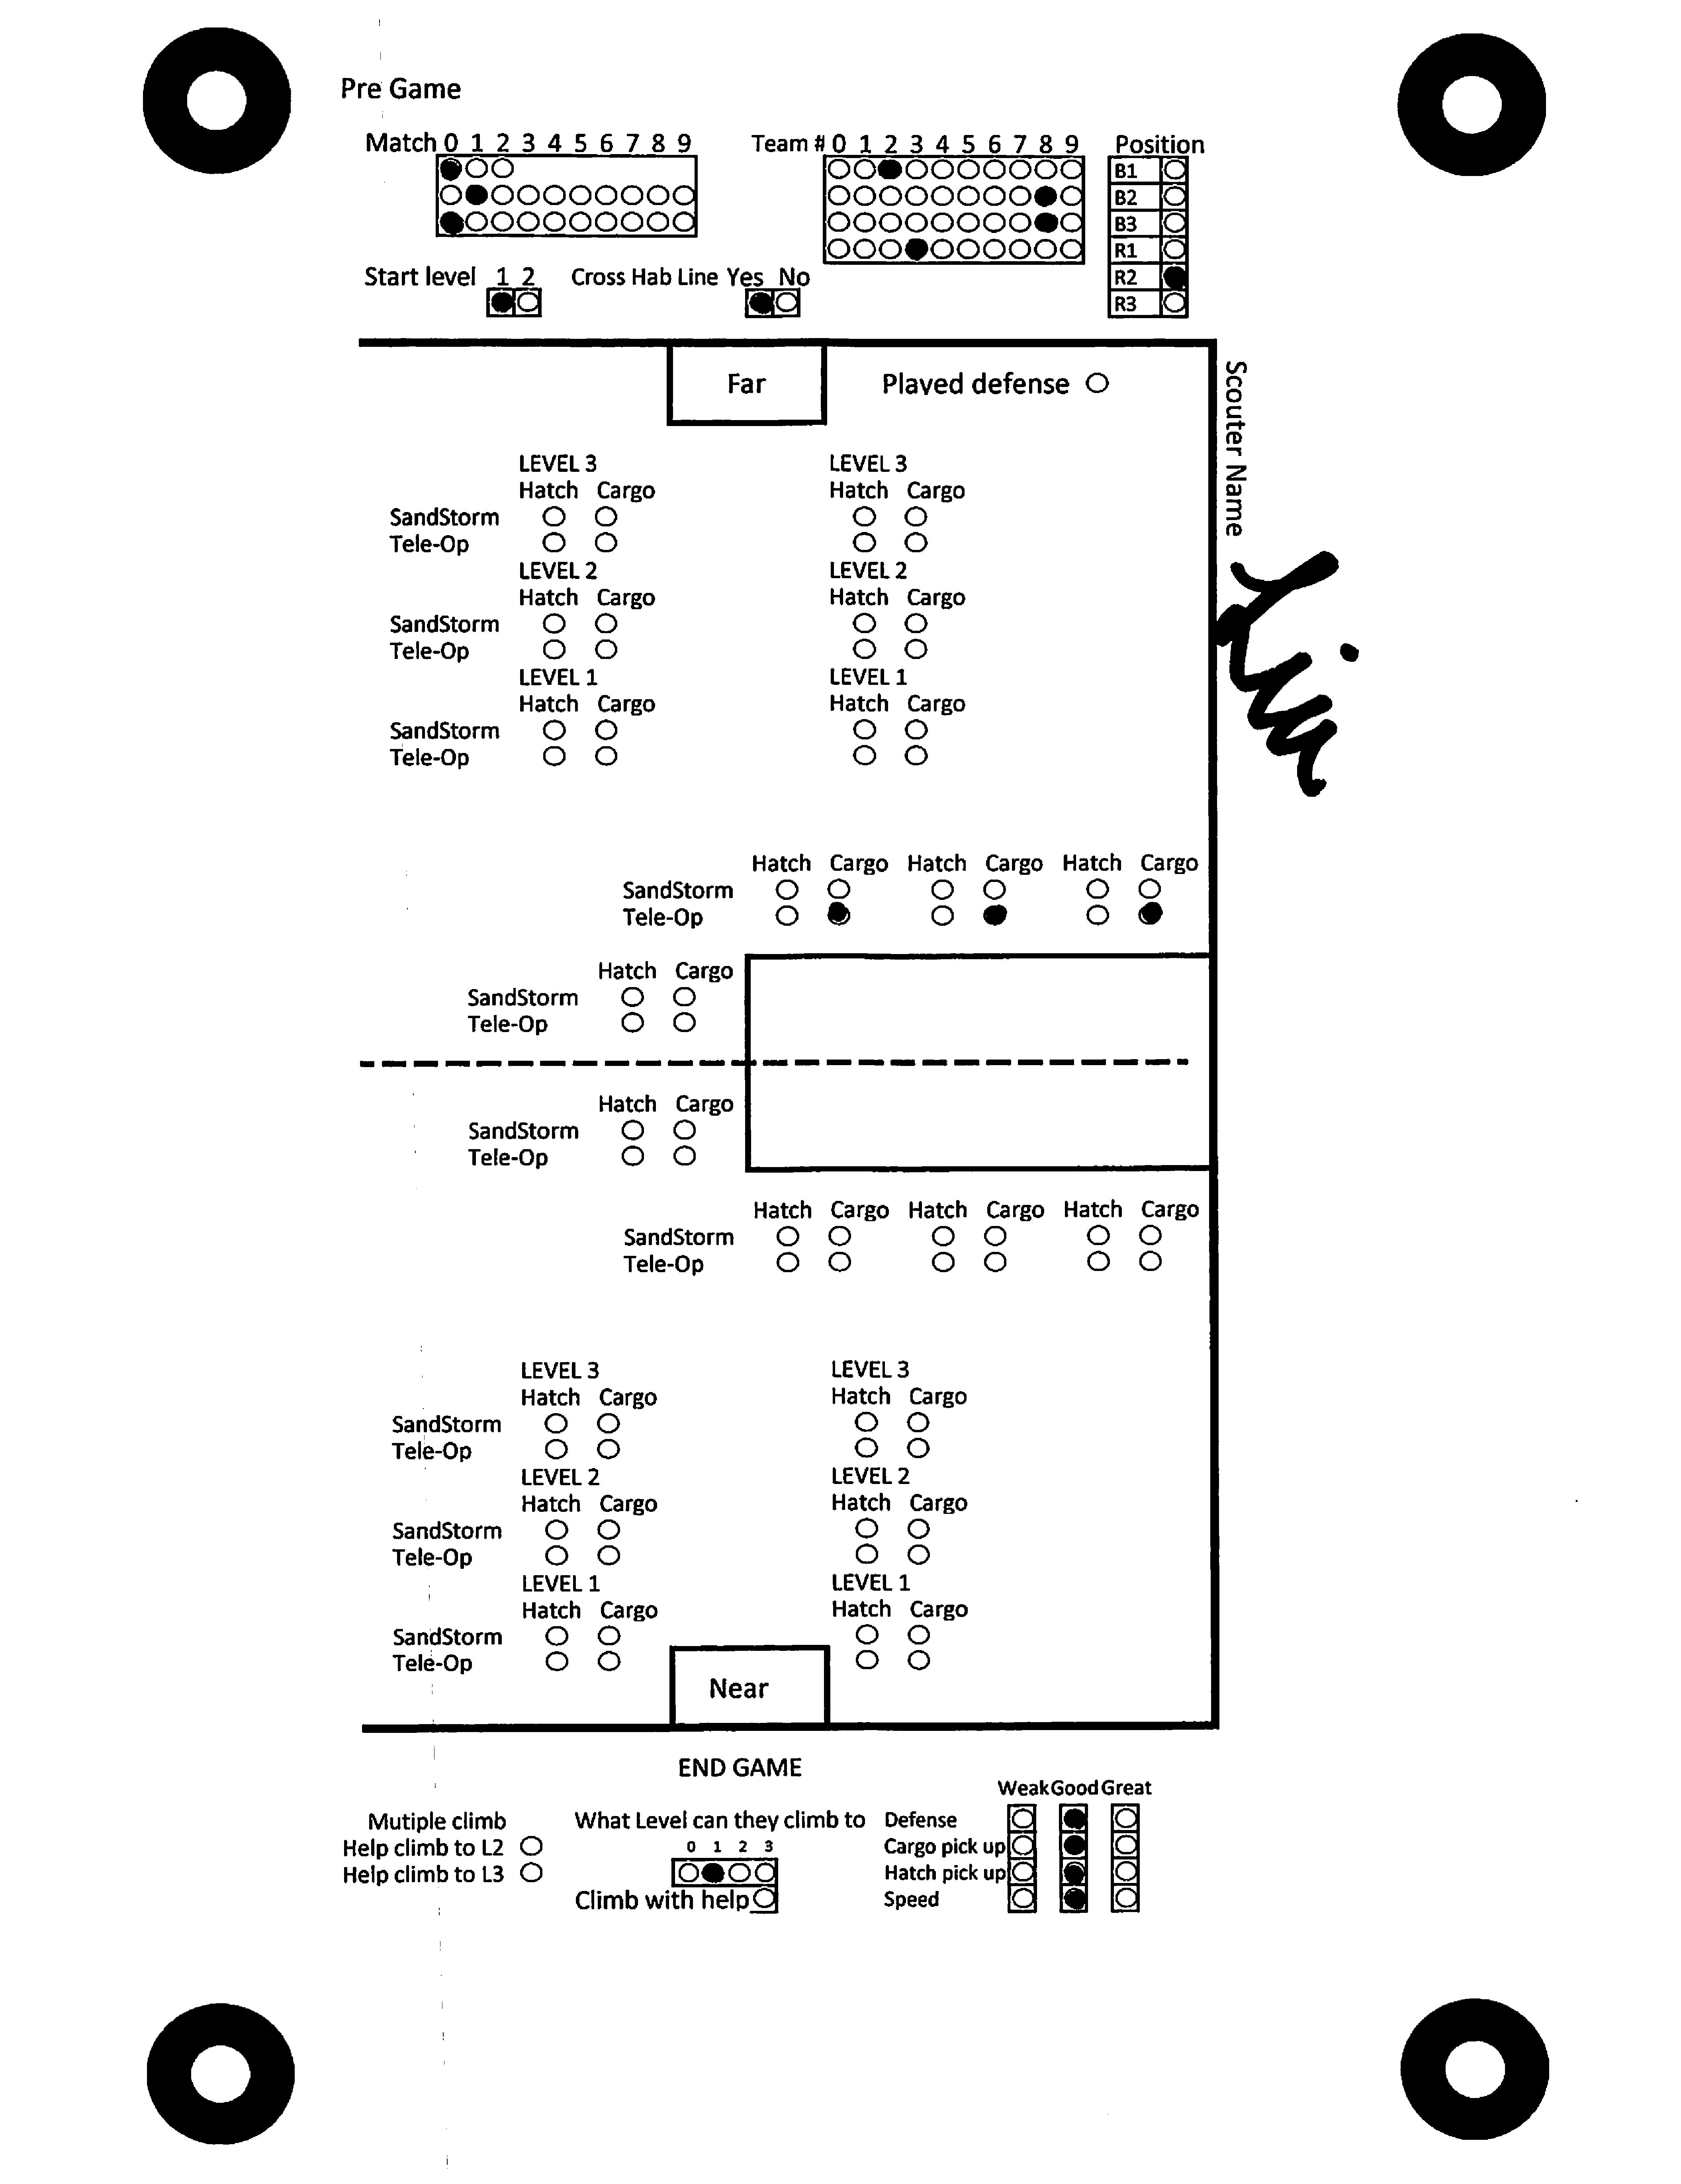 Pre Game
Match 0 1 2 3 4 5 6 7 8 9
Team # 0 1 2 3 4 5 6 7 8 9
Position
B1
B2
B3
R1
R2
R3
Start level 1 2
Cross Hab Line Yes No
Far
Played defense
Scouter Name
LEVEL 3 LEVEL 3
Hatch Cargo Hatch Cargo
SandStorm
Tele-Op
LEVEL 2 LEVEL 2
Hatch Cargo Hatch Cargo
SandStorm
Tele-Op
LEVEL 1 LEVEL 1
Hatch Cargo Hatch Cargo
SandStorm
Tele-Op
Hatch Cargo Hatch Cargo Hatch Cargo
SandStorm
Tele-Op
Hatch Cargo
SandStorm
Tele-Op
Hatch Cargo
SandStorm
Tele-Op
Hatch Cargo Hatch Cargo Hatch Cargo
SandStorm
Tele-Op
LEVEL 3 LEVEL 3
Hatch Cargo Hatch Cargo
SandStorm
Tele-Op
LEVEL 2 LEVEL 2
Hatch Cargo Hatch Cargo
SandStorm
Tele-Op
LEVEL 1 LEVEL 1
Hatch Cargo Hatch Cargo
SandStorm
Tele-Op
Near
END GAME
Mutiple climb
Help climb to L2
Help climb to L3
What Level can they climb to
0 1 2 3
Climb with help
Weak Good Great
Defense
Cargo pick up
Hatch pick up
Speed